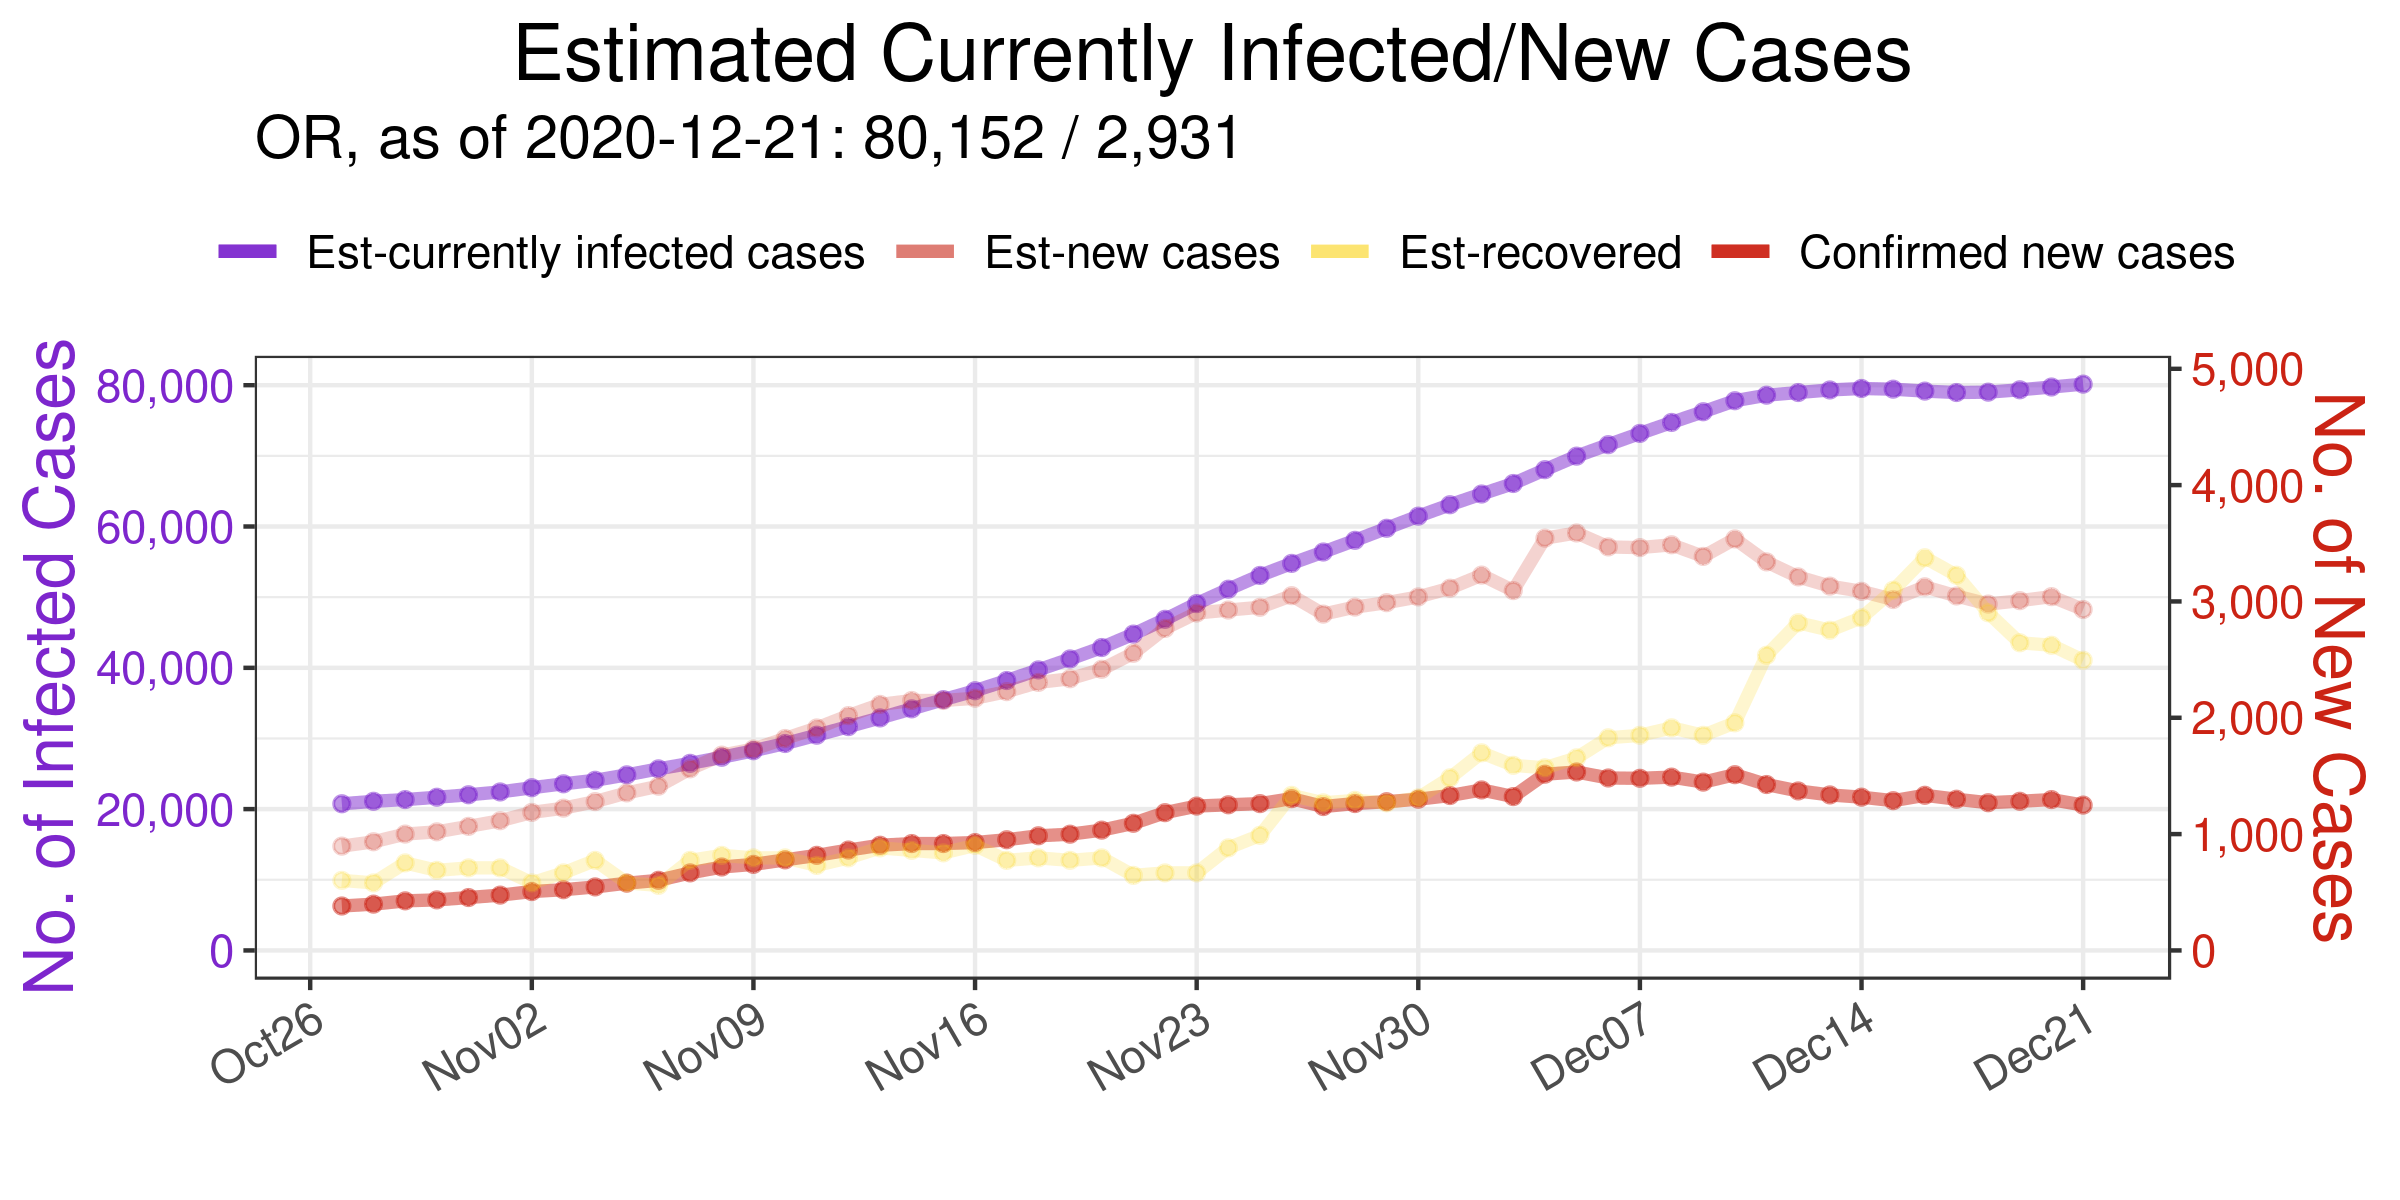 Estimated Currently Infected/New Cases
OR, as of 2020-12-21: 80,152 / 2,931
Est-currently infected cases Est-new cases Est-recovered Confirmed new cases
No. of Infected Cases
80,000
60,000
40,000
20,000
0
5,000
4,000
3,000
2,000
1,000
0
No. of New Cases
Oct26 Nov02 Nov09 Nov16 Nov23 Nov30 Dec07 Dec14 Dec21